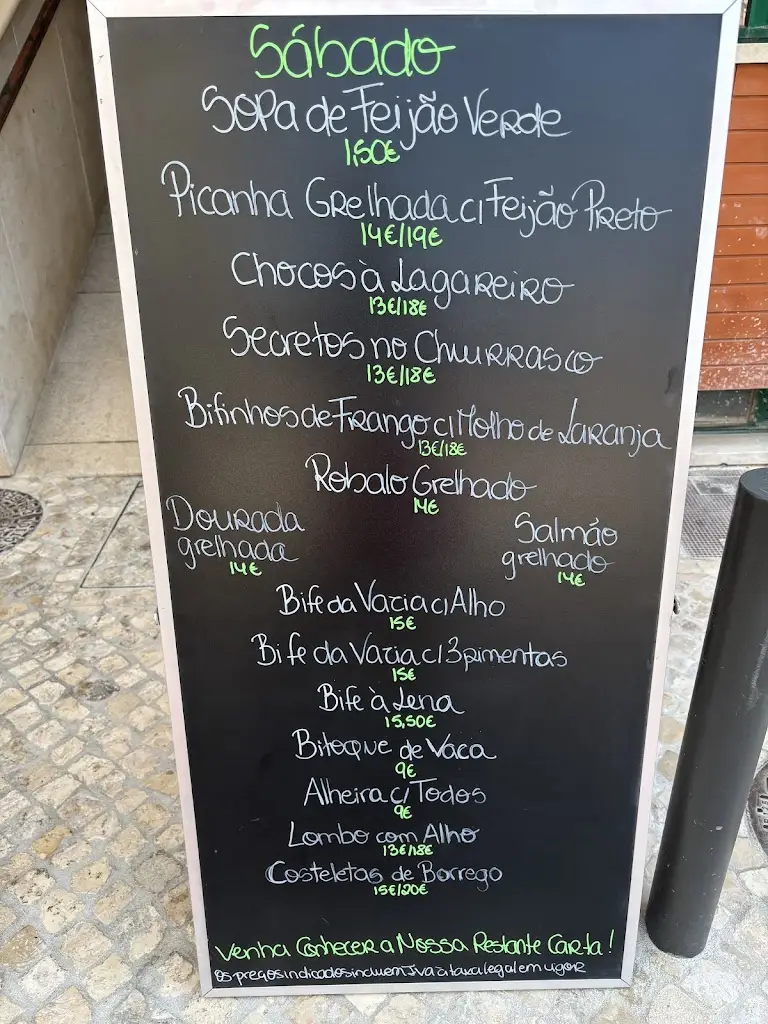 Sábado
Sopa de Feijão Verde
1,50€
Picanha Grelhada c/ Feijão Preto
14€/19€
Chocos à Lagareiro
13€/18€
Secretos no Churrasco
13€/18€
Bifinhos de Frango c/ Molho de Laranja
13€/18€
Robalo Grelhado
14€
Dourada
grelhada
14€
Salmão
grelhado
14€
Bife da Vazia c/ Alho
15€
Bife da Vazia c/ 3 pimentas
15€
Bife à Lena
15,50€
Bitoque de Vaca
9€
Alheira c/ Todos
9€
Lombo com Alho
13€/18€
Costeletas de Borrego
15€/20€
Venha Conhecer a Nossa Restante Carta!
os preços indicados incluem Iva à taxa legal em vigor